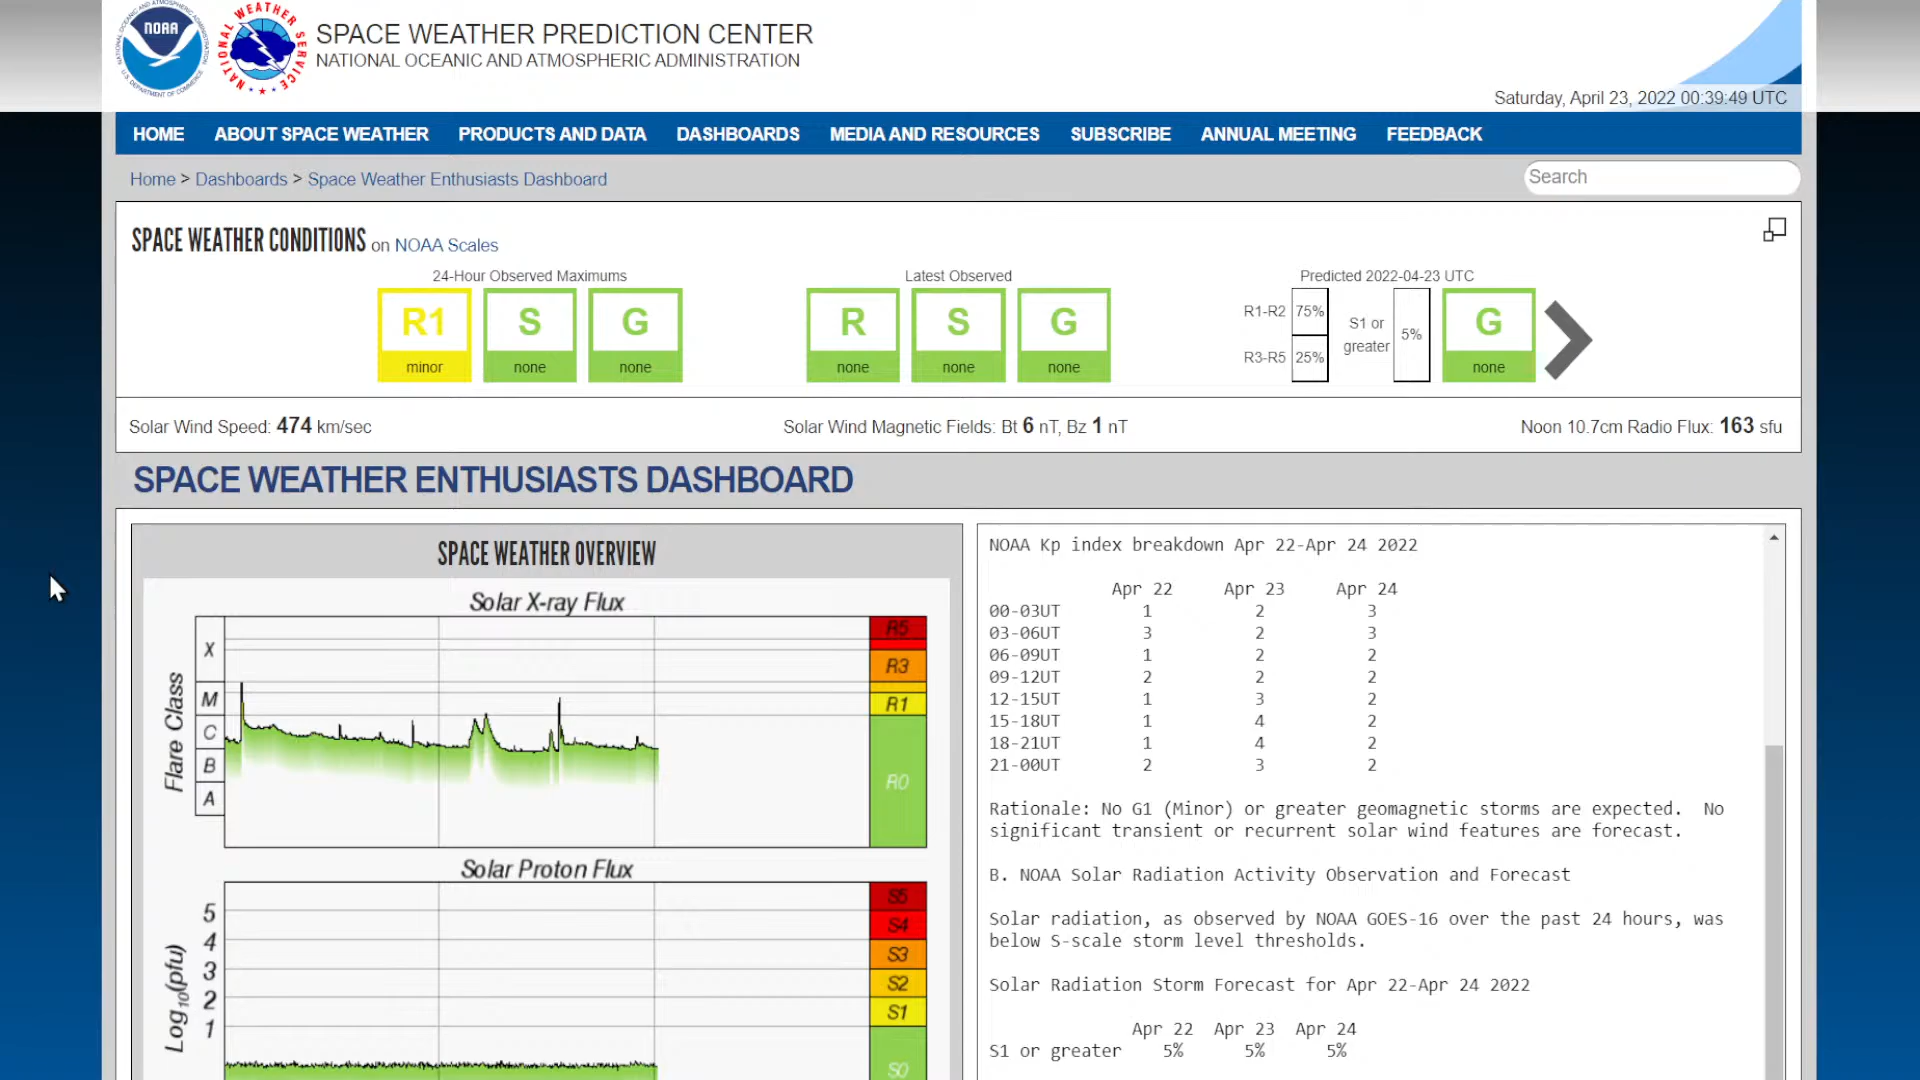 NOAA
NATIONAL OCEANIC AND ATMOSPHERIC ADMINISTRATION
U.S. DEPARTMENT OF COMMERCE
NATIONAL WEATHER SERVICE
SPACE WEATHER PREDICTION CENTER
NATIONAL OCEANIC AND ATMOSPHERIC ADMINISTRATION
Saturday, April 23, 2022 00:39:49 UTC
HOME ABOUT SPACE WEATHER PRODUCTS AND DATA DASHBOARDS MEDIA AND RESOURCES SUBSCRIBE ANNUAL MEETING FEEDBACK
Home > Dashboards > Space Weather Enthusiasts Dashboard
Search
SPACE WEATHER CONDITIONS on NOAA Scales
24-Hour Observed Maximums
R1 S G
minor none none
Latest Observed
R S G
none none none
Predicted 2022-04-23 UTC
R1-R2 75%
R3-R5 25%
S1 or
greater
5%
G
none
Solar Wind Speed: 474 km/sec
Solar Wind Magnetic Fields: Bt 6 nT, Bz 1 nT
Noon 10.7cm Radio Flux: 163 sfu
SPACE WEATHER ENTHUSIASTS DASHBOARD
SPACE WEATHER OVERVIEW
Solar X-ray Flux
Flare Class
X
M
C
B
A
R5
R3
R1
R0
Solar Proton Flux
Log10(pfu)
5
4
3
2
1
S5
S4
S3
S2
S1
S0
NOAA Kp index breakdown Apr 22-Apr 24 2022
Apr 22 Apr 23 Apr 24
00-03UT 1 2 3
03-06UT 3 2 3
06-09UT 1 2 2
09-12UT 2 2 2
12-15UT 1 3 2
15-18UT 1 4 2
18-21UT 1 4 2
21-00UT 2 3 2
Rationale: No G1 (Minor) or greater geomagnetic storms are expected. No
significant transient or recurrent solar wind features are forecast.
B. NOAA Solar Radiation Activity Observation and Forecast
Solar radiation, as observed by NOAA GOES-16 over the past 24 hours, was
below S-scale storm level thresholds.
Solar Radiation Storm Forecast for Apr 22-Apr 24 2022
Apr 22 Apr 23 Apr 24
S1 or greater 5% 5% 5%